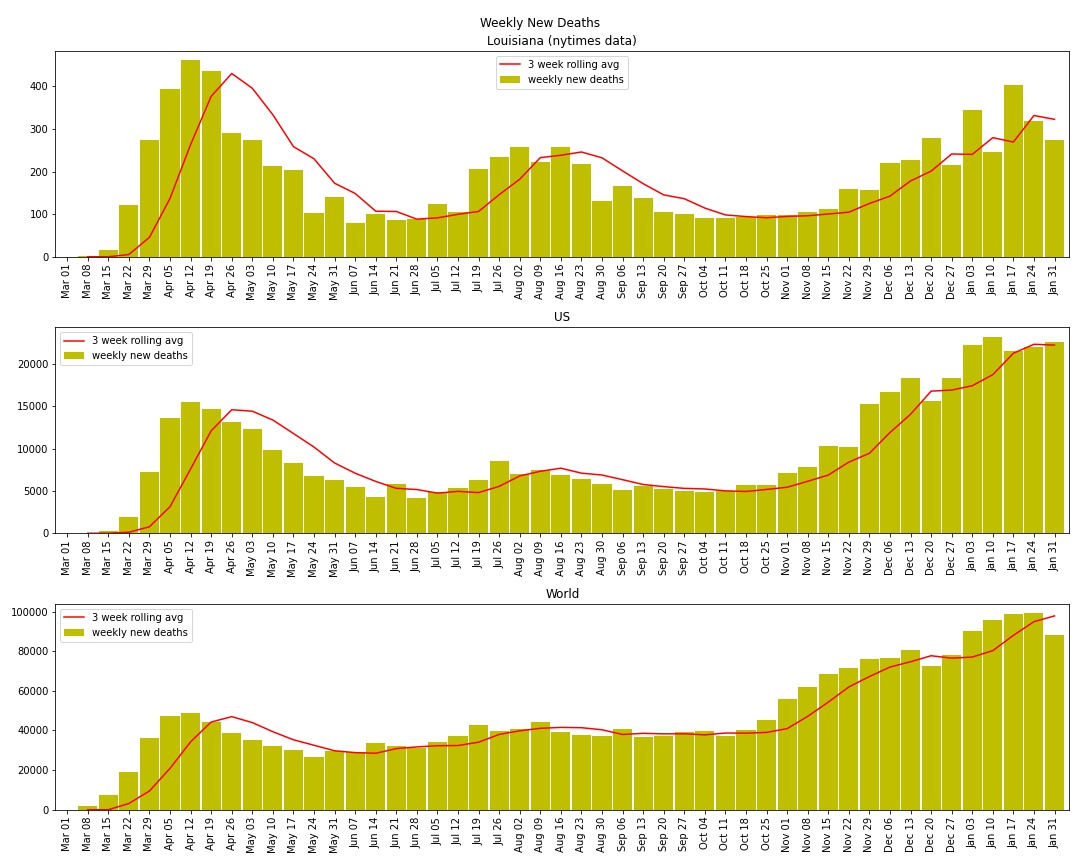 Weekly New Deaths
Louisiana (nytimes data)
3 week rolling avg
weekly new deaths
400
300
200
100
0
Mar 01 Mar 08 Mar 15 Mar 22 Mar 29 Apr 05 Apr 12 Apr 19 Apr 26 May 03 May 10 May 17 May 24 May 31 Jun 07 Jun 14 Jun 21 Jun 28 Jul 05 Jul 12 Jul 19 Jul 26 Aug 02 Aug 09 Aug 16 Aug 23 Aug 30 Sep 06 Sep 13 Sep 20 Sep 27 Oct 04 Oct 11 Oct 18 Oct 25 Nov 01 Nov 08 Nov 15 Nov 22 Nov 29 Dec 06 Dec 13 Dec 20 Dec 27 Jan 03 Jan 10 Jan 17 Jan 24 Jan 31
US
3 week rolling avg
weekly new deaths
20000
15000
10000
5000
0
Mar 01 Mar 08 Mar 15 Mar 22 Mar 29 Apr 05 Apr 12 Apr 19 Apr 26 May 03 May 10 May 17 May 24 May 31 Jun 07 Jun 14 Jun 21 Jun 28 Jul 05 Jul 12 Jul 19 Jul 26 Aug 02 Aug 09 Aug 16 Aug 23 Aug 30 Sep 06 Sep 13 Sep 20 Sep 27 Oct 04 Oct 11 Oct 18 Oct 25 Nov 01 Nov 08 Nov 15 Nov 22 Nov 29 Dec 06 Dec 13 Dec 20 Dec 27 Jan 03 Jan 10 Jan 17 Jan 24 Jan 31
World
3 week rolling avg
weekly new deaths
100000
80000
60000
40000
20000
0
Mar 01 Mar 08 Mar 15 Mar 22 Mar 29 Apr 05 Apr 12 Apr 19 Apr 26 May 03 May 10 May 17 May 24 May 31 Jun 07 Jun 14 Jun 21 Jun 28 Jul 05 Jul 12 Jul 19 Jul 26 Aug 02 Aug 09 Aug 16 Aug 23 Aug 30 Sep 06 Sep 13 Sep 20 Sep 27 Oct 04 Oct 11 Oct 18 Oct 25 Nov 01 Nov 08 Nov 15 Nov 22 Nov 29 Dec 06 Dec 13 Dec 20 Dec 27 Jan 03 Jan 10 Jan 17 Jan 24 Jan 31